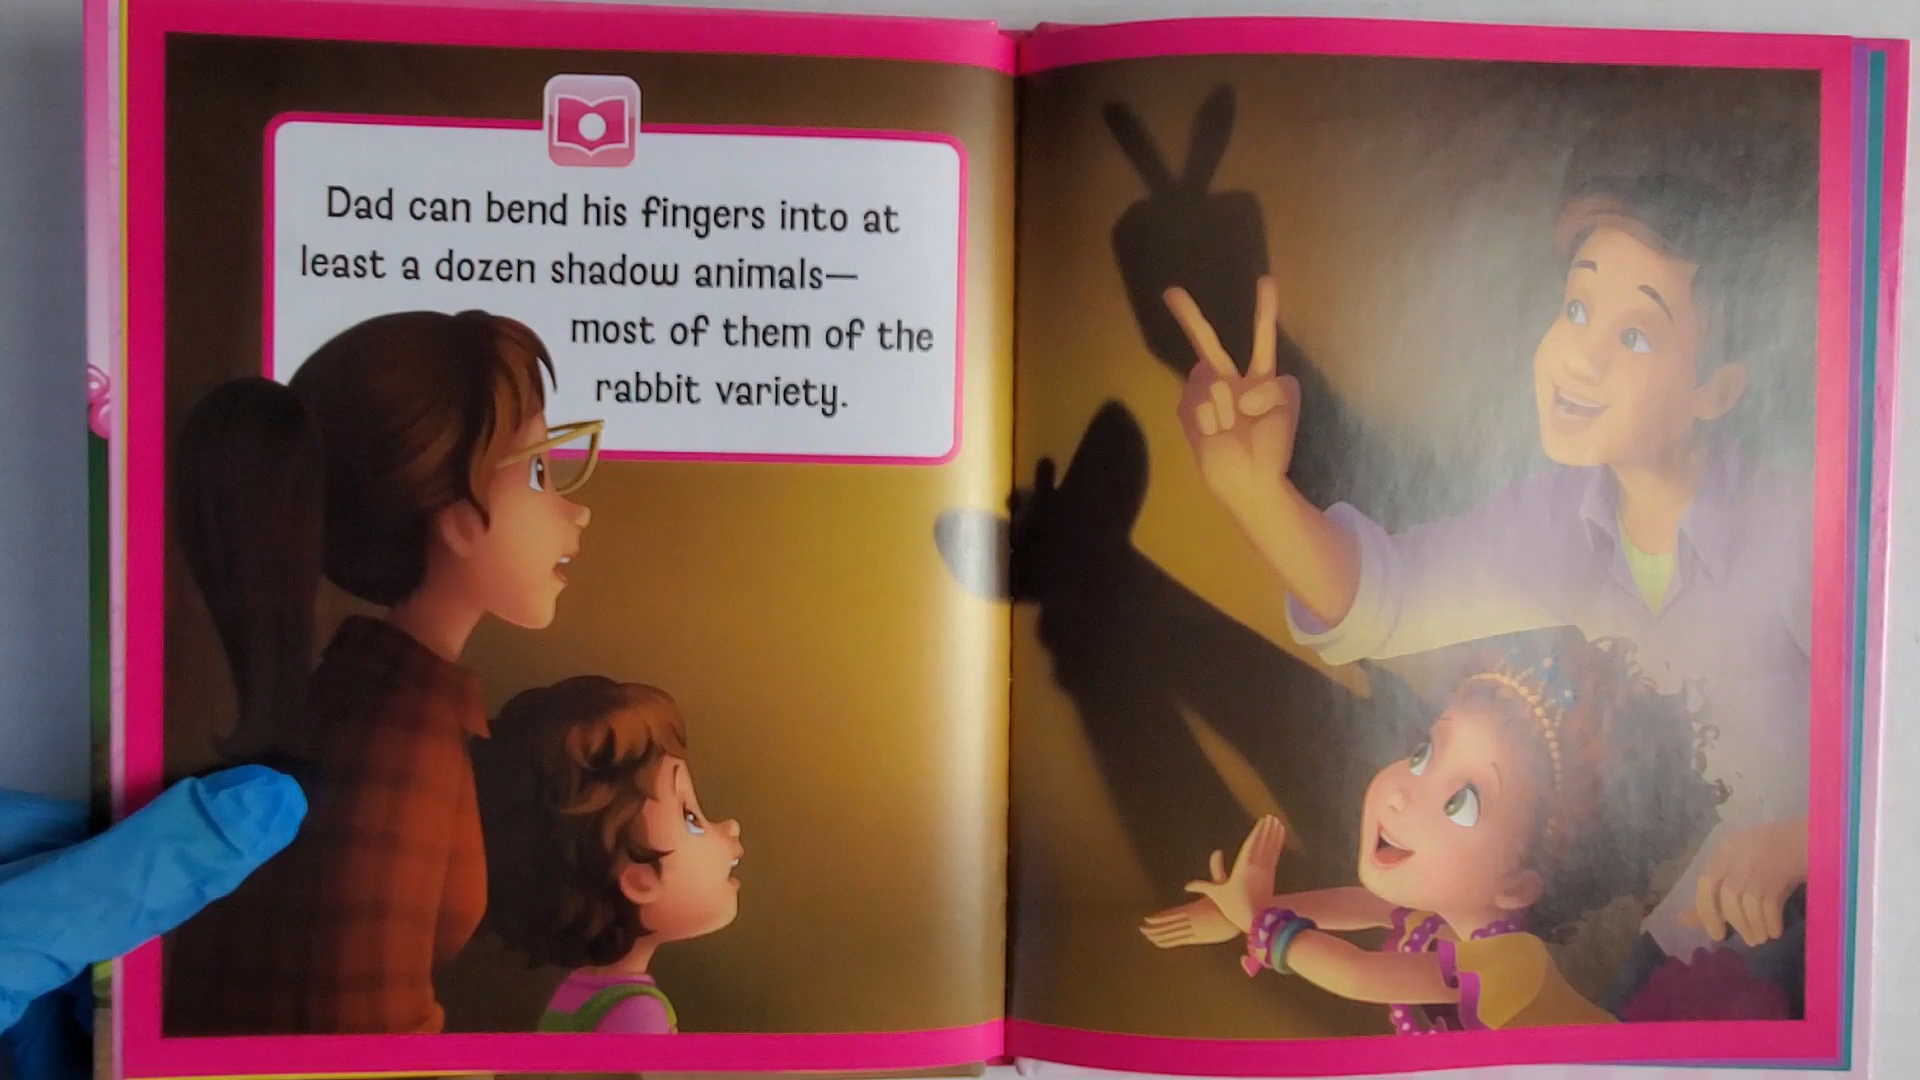 Dad can bend his fingers into at
least a dozen shadow animals—
most of them of the
rabbit variety.